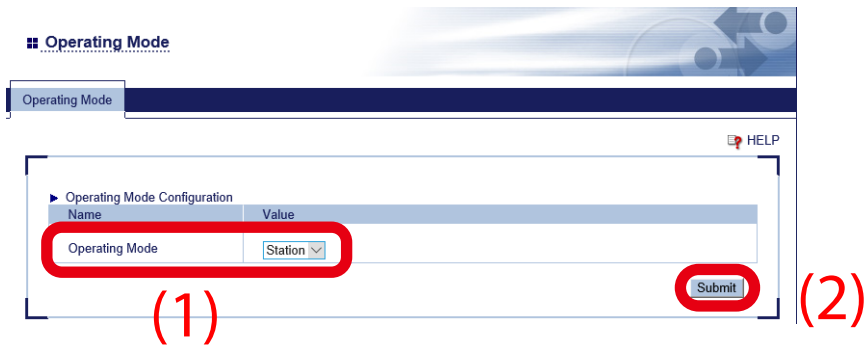 Operating Mode
Operating Mode
HELP
Operating Mode Configuration
Name Value
Operating Mode Station
Submit
(1) (2)